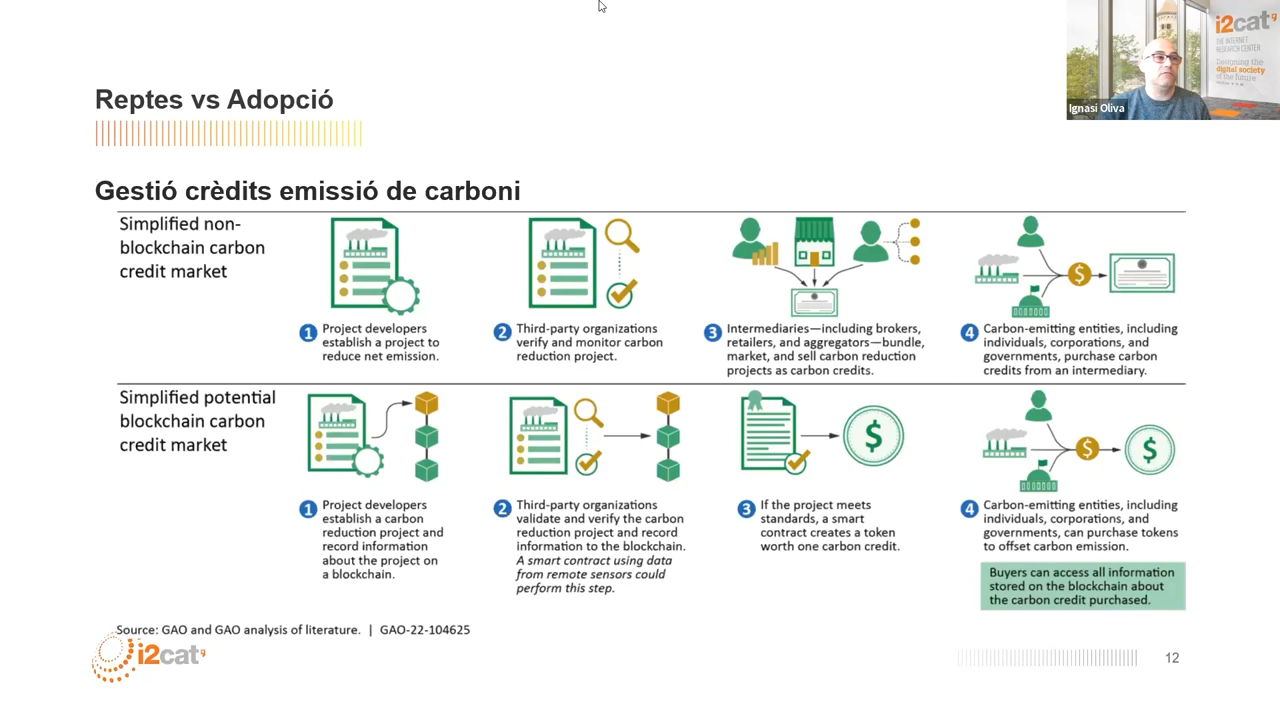 i2cat
THE INTERNET
RESEARCH CENTER
Designing the
digital society
of the future
Ignasi Oliva
Reptes vs Adopció
Gestió crèdits emissió de carboni
Simplified non-
blockchain carbon
credit market
1 Project developers
establish a project to
reduce net emission.
2 Third-party organizations
verify and monitor carbon
reduction project.
3 Intermediaries—including brokers,
retailers, and aggregators—bundle,
market, and sell carbon reduction
projects as carbon credits.
$
4 Carbon-emitting entities, including
individuals, corporations, and
governments, purchase carbon
credits from an intermediary.
Simplified potential
blockchain carbon
credit market
1 Project developers
establish a carbon
reduction project and
record information
about the project on
a blockchain.
2 Third-party organizations
validate and verify the carbon
reduction project and record
information to the blockchain.
A smart contract using data
from remote sensors could
perform this step.
$
3 If the project meets
standards, a smart
contract creates a token
worth one carbon credit.
$ $
4 Carbon-emitting entities, including
individuals, corporations, and
governments, can purchase tokens
to offset carbon emission.
Buyers can access all information
stored on the blockchain about
the carbon credit purchased.
Source: GAO and GAO analysis of literature. | GAO-22-104625
i2cat
12